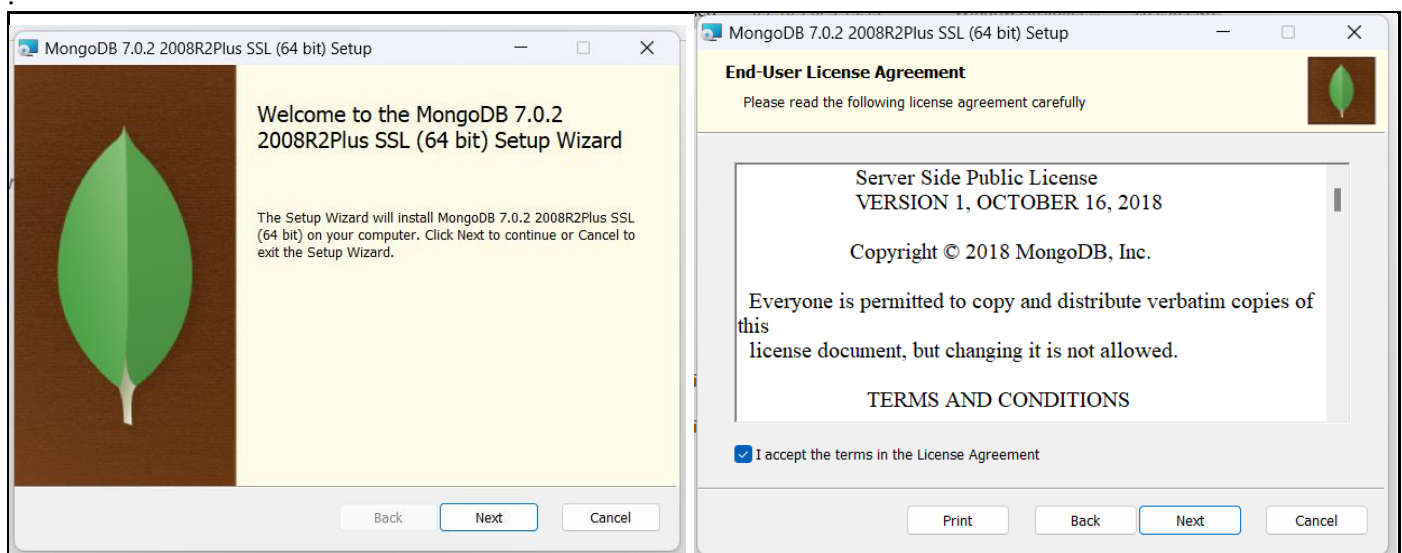 :
MongoDB 7.0.2 2008R2Plus SSL (64 bit) Setup
Welcome to the MongoDB 7.0.2
2008R2Plus SSL (64 bit) Setup Wizard
The Setup Wizard will install MongoDB 7.0.2 2008R2Plus SSL
(64 bit) on your computer. Click Next to continue or Cancel to
exit the Setup Wizard.
Back Next Cancel
MongoDB 7.0.2 2008R2Plus SSL (64 bit) Setup
End-User License Agreement
Please read the following license agreement carefully
Server Side Public License
VERSION 1, OCTOBER 16, 2018
Copyright © 2018 MongoDB, Inc.
Everyone is permitted to copy and distribute verbatim copies of
this
license document, but changing it is not allowed.
TERMS AND CONDITIONS
I accept the terms in the License Agreement
Print Back Next Cancel